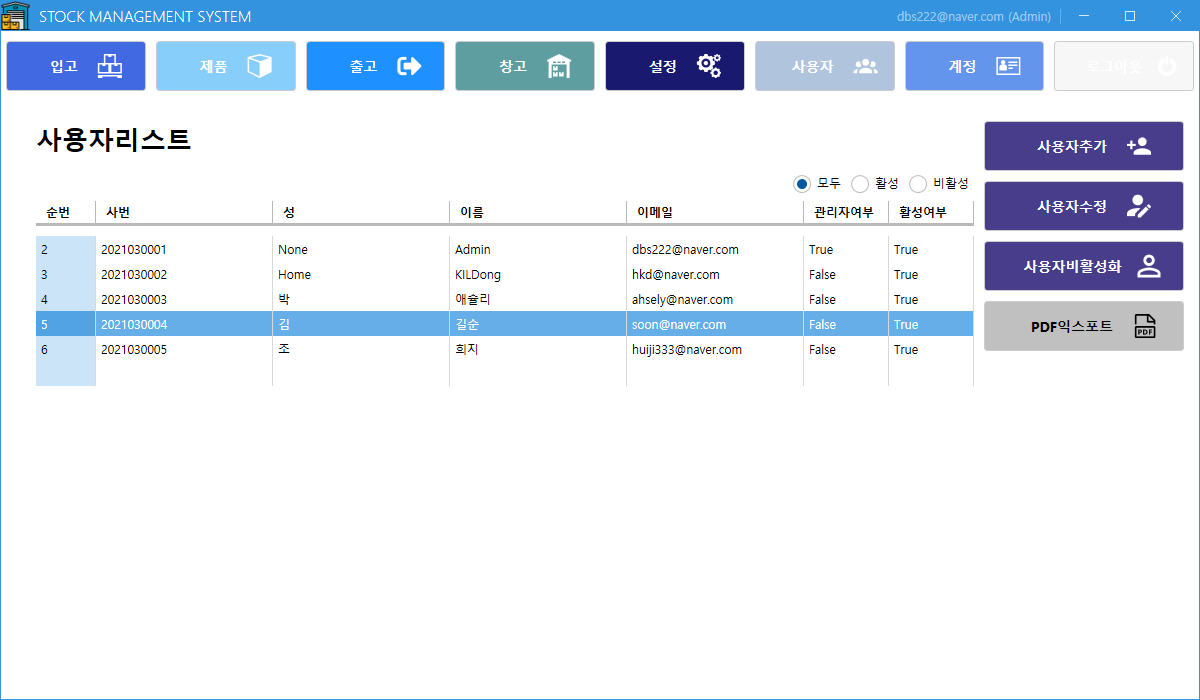 STOCK MANAGEMENT SYSTEM dbs222@naver.com (Admin)
입고 제품 출고 창고 설정 사용자 계정 로그아웃
사용자리스트
사용자추가
모두 활성 비활성
사용자수정
순번 사번 성 이름 이메일 관리자여부 활성여부
2 2021030001 None Admin dbs222@naver.com True True
사용자비활성화
3 2021030002 Home KILDong hkd@naver.com False True
4 2021030003 박 애슐리 ahsely@naver.com False True
5 2021030004 김 길순 soon@naver.com False True
PDF익스포트
PDF
6 2021030005 조 희지 huiji333@naver.com False True